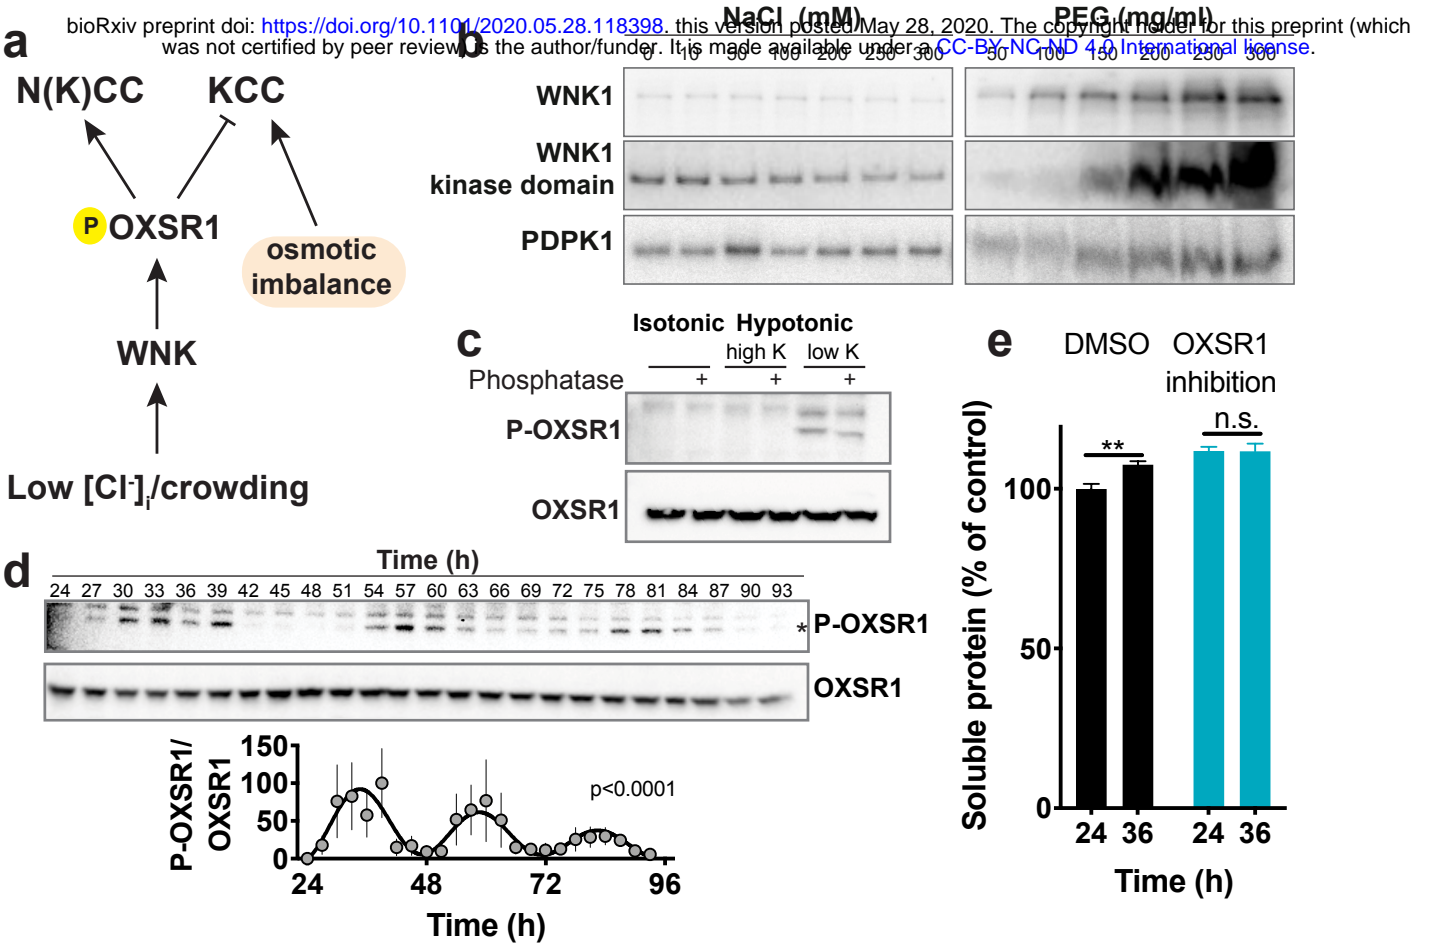 bioRxiv preprint doi: https://doi.org/10.1101/2020.05.28.118398. this version posted May 28, 2020. The copyright holder for this preprint (which
was not certified by peer review) is the author/funder. It is made available under a CC-BY-NC-ND 4.0 International license.
a
N(K)CC KCC
P OXSR1
osmotic
imbalance
WNK
Low [Cl-]i/crowding
b
NaCl (mM) PEG (mg/ml)
0 10 50 100 200 250 300 50 100 150 200 250 300
WNK1
WNK1
kinase domain
PDPK1
c
Isotonic Hypotonic
high K low K
Phosphatase + + +
P-OXSR1
OXSR1
d
Time (h)
24 27 30 33 36 39 42 45 48 51 54 57 60 63 66 69 72 75 78 81 84 87 90 93
* P-OXSR1
OXSR1
P-OXSR1/
OXSR1
150
100
50
0
p<0.0001
24 48 72 96
Time (h)
e
DMSO OXSR1
inhibition
** n.s.
Soluble protein (% of control)
100
50
0
24 36 24 36
Time (h)